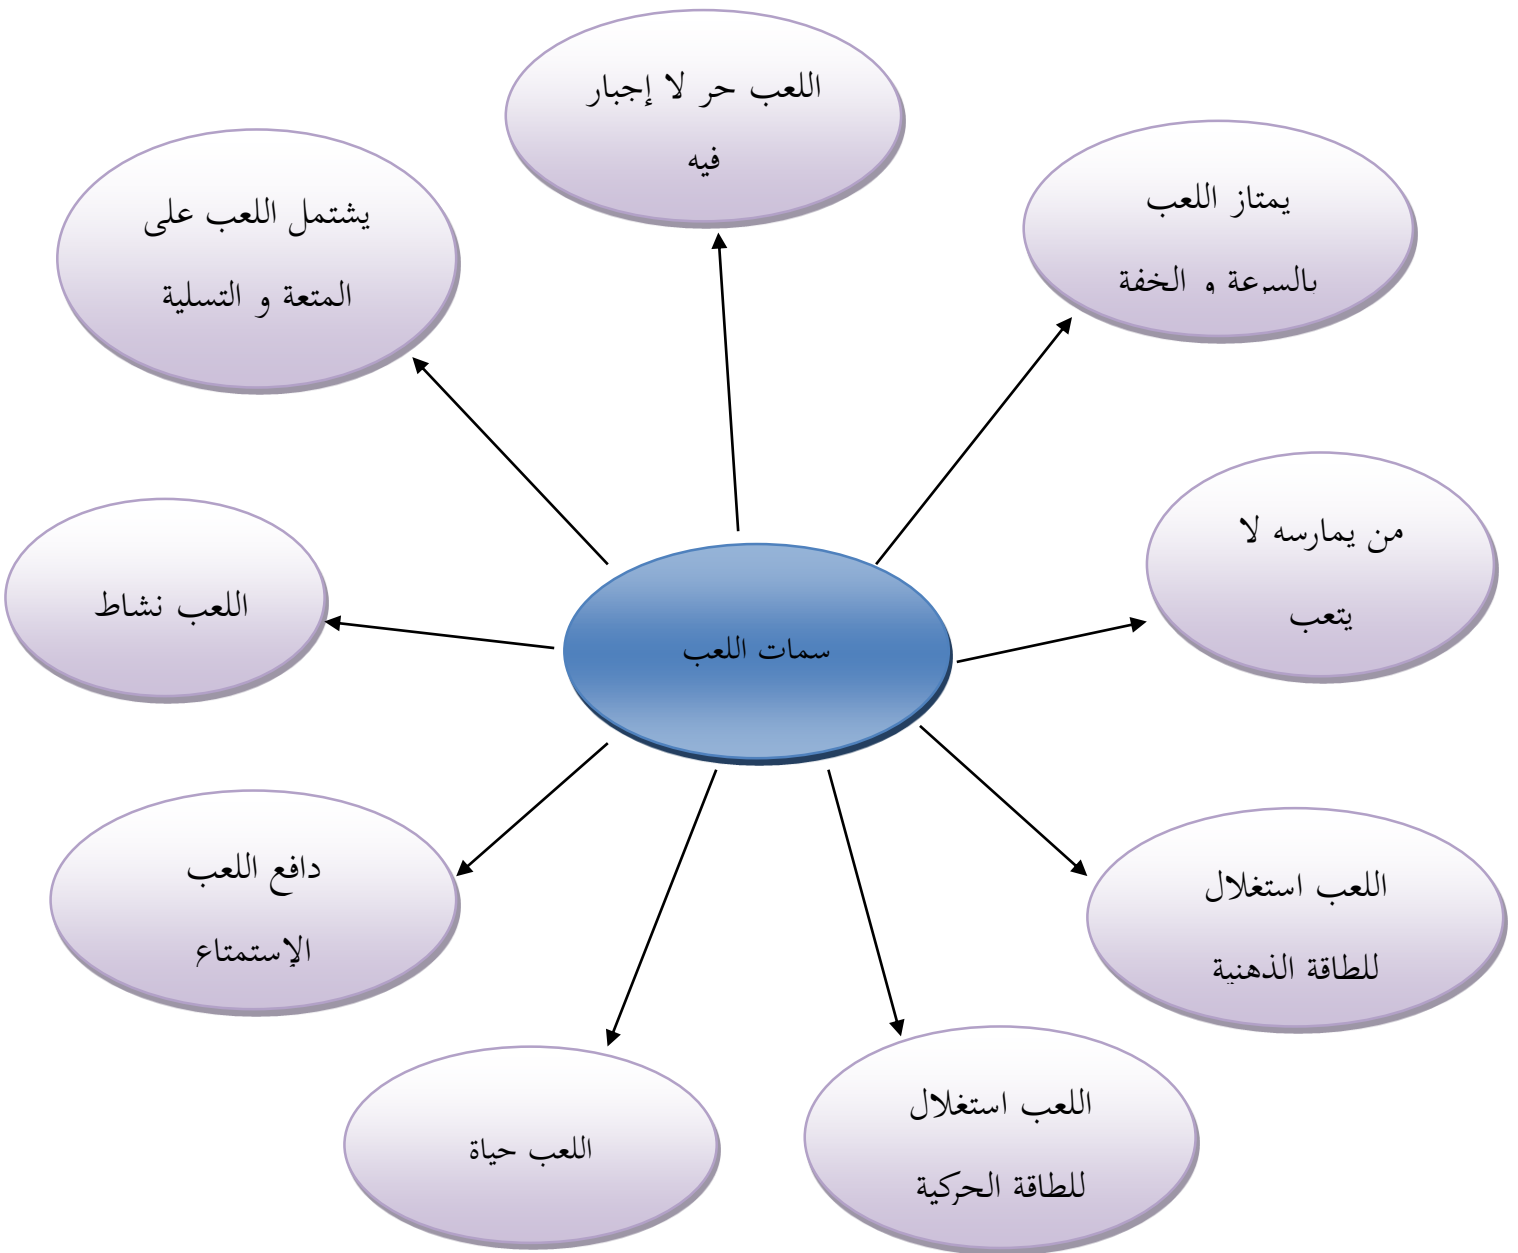 اللعب حر لا إجبار
فيه
يمتاز اللعب
بالسرعة و الخفة
يشتمل اللعب على
المتعة و التسلية
من يمارسه لا
يتعب
اللعب نشاط
سمات اللعب
دافع اللعب
الإستمتاع
اللعب استغلال
للطاقة الذهنية
اللعب استغلال
للطاقة الحركية
اللعب حياة